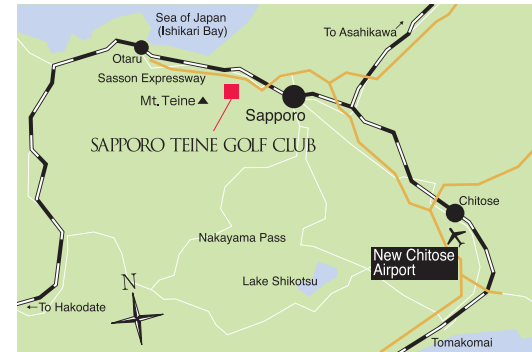 Sea of Japan
(Ishikari Bay)
To Asahikawa
Otaru
Sasson Expressway
Mt. Teine
Sapporo
SAPPORO TEINE GOLF CLUB
Chitose
Nakayama Pass
New Chitose
Airport
Lake Shikotsu
N
To Hakodate
Tomakomai